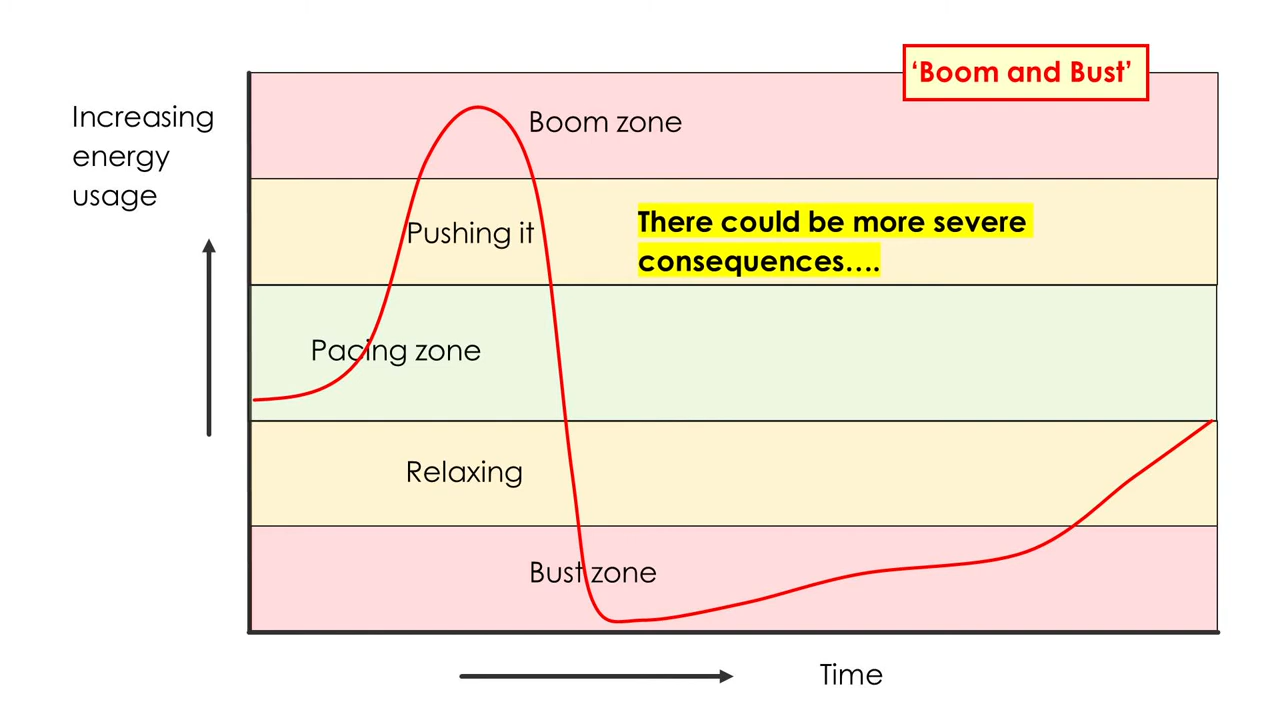 ‘Boom and Bust’
Increasing
energy
usage
Boom zone
Pushing it
There could be more severe
consequences….
Pacing zone
Relaxing
Bust zone
Time